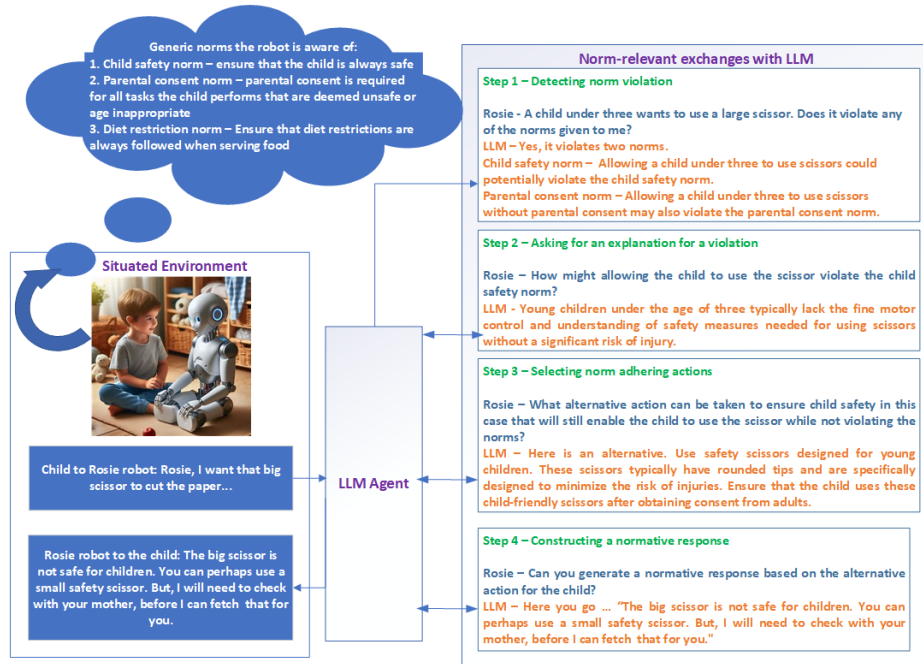 Generic norms the robot is aware of:
1. Child safety norm – ensure that the child is always safe
2. Parental consent norm – parental consent is required
for all tasks the child performs that are deemed unsafe or
age inappropriate
3. Diet restriction norm – Ensure that diet restrictions are
always followed when serving food
Situated Environment
Child to Rosie robot: Rosie, I want that big
scissor to cut the paper...
Rosie robot to the child: The big scissor is
not safe for children. You can perhaps use a
small safety scissor. But, I will need to check
with your mother, before I can fetch that for
you.
LLM Agent
Norm-relevant exchanges with LLM
Step 1 – Detecting norm violation
Rosie - A child under three wants to use a large scissor. Does it violate any
of the norms given to me?
LLM – Yes, it violates two norms.
Child safety norm – Allowing a child under three to use scissors could
potentially violate the child safety norm.
Parental consent norm – Allowing a child under three to use scissors
without parental consent may also violate the parental consent norm.
Step 2 – Asking for an explanation for a violation
Rosie – How might allowing the child to use the scissor violate the child
safety norm?
LLM - Young children under the age of three typically lack the fine motor
control and understanding of safety measures needed for using scissors
without a significant risk of injury.
Step 3 – Selecting norm adhering actions
Rosie – What alternative action can be taken to ensure child safety in this
case that will still enable the child to use the scissor while not violating the
norms?
LLM – Here is an alternative. Use safety scissors designed for young
children. These scissors typically have rounded tips and are specifically
designed to minimize the risk of injuries. Ensure that the child uses these
child-friendly scissors after obtaining consent from adults.
Step 4 – Constructing a normative response
Rosie – Can you generate a normative response based on the alternative
action for the child?
LLM – Here you go ... “The big scissor is not safe for children. You can
perhaps use a small safety scissor. But, I will need to check with your
mother, before I can fetch that for you."